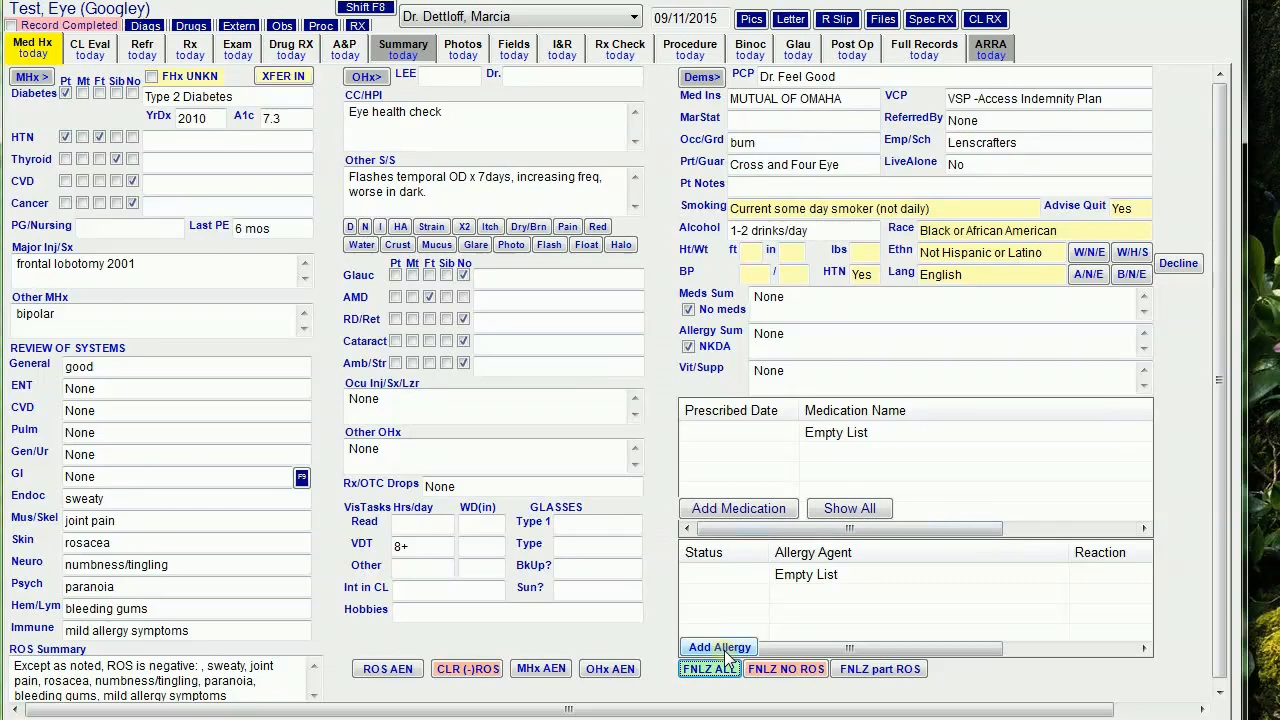 Test, Eye (Googley)
Record Completed Diags Drugs Extern Obs Proc RX
Shift F8
Dr. Dettloff, Marcia
09/11/2015
Pics Letter R Slip Files Spec RX CL RX
Med Hx today
CL Eval today
Refr today
Rx today
Exam today
Drug RX today
A&P today
Summary today
Photos today
Fields today
I&R today
Rx Check today
Procedure today
Binoc today
Glau today
Post Op today
Full Records today
ARRA today
MHx > Pt Mt Ft Sib No FHx UNKN XFER IN
Diabetes Type 2 Diabetes
YrDx 2010 A1c 7.3
HTN
Thyroid
CVD
Cancer
PG/Nursing Last PE 6 mos
Major Inj/Sx
frontal lobotomy 2001
Other MHx
bipolar
REVIEW OF SYSTEMS
General good
ENT None
CVD None
Pulm None
Gen/Ur None
GI None F9
Endoc sweaty
Mus/Skel joint pain
Skin rosacea
Neuro numbness/tingling
Psych paranoia
Hem/Lym bleeding gums
Immune mild allergy symptoms
ROS Summary
Except as noted, ROS is negative: , sweaty, joint
pain, rosacea, numbness/tingling, paranoia,
bleeding gums, mild allergy symptoms
OHx> LEE Dr.
CC/HPI
Eye health check
Other S/S
Flashes temporal OD x 7days, increasing freq,
worse in dark.
D N I HA Strain X2 Itch Dry/Brn Pain Red
Water Crust Mucus Glare Photo Flash Float Halo
Pt Mt Ft Sib No
Glauc
AMD
RD/Ret
Cataract
Amb/Str
Ocu Inj/Sx/Lzr
None
Other OHx
None
Rx/OTC Drops None
VisTasks Hrs/day WD(in) GLASSES
Read Type 1
VDT 8+ Type
Other BkUp?
Int in CL Sun?
Hobbies
ROS AEN CLR (-)ROS MHx AEN OHx AEN
Dems> PCP Dr. Feel Good
Med Ins MUTUAL OF OMAHA VCP VSP -Access Indemnity Plan
MarStat ReferredBy None
Occ/Grd bum Emp/Sch Lenscrafters
Prt/Guar Cross and Four Eye LiveAlone No
Pt Notes
Smoking Current some day smoker (not daily) Advise Quit Yes
Alcohol 1-2 drinks/day Race Black or African American
Ht/Wt ft in lbs Ethn Not Hispanic or Latino W/N/E W/H/S
Decline
BP / HTN Yes Lang English A/N/E B/N/E
Meds Sum None
No meds
Allergy Sum None
NKDA
Vit/Supp None
Prescribed Date Medication Name
Empty List
Add Medication Show All
Status Allergy Agent Reaction
Empty List
Add Allergy
FNLZ ALL FNLZ NO ROS FNLZ part ROS